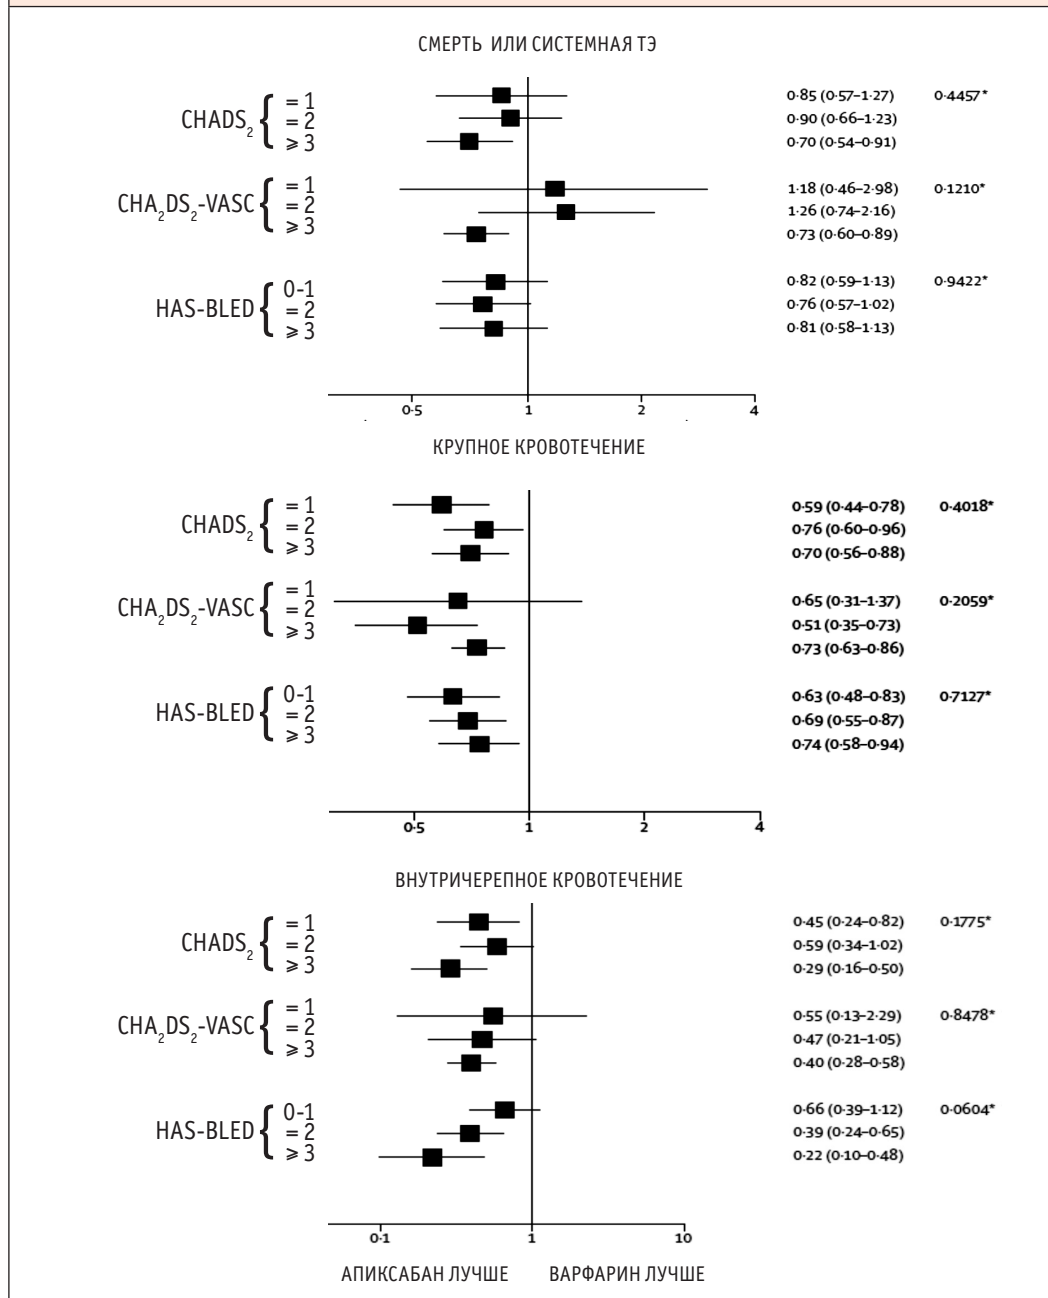 СМЕРТЬ ИЛИ СИСТЕМНАЯ ТЭ
CHADS₂ { = 1 0·85 (0·57–1·27) 0·4457*
= 2 0·90 (0·66–1·23)
⩾ 3 0·70 (0·54–0·91)
CHA₂DS₂-VASC { = 1 1·18 (0·46–2·98) 0·1210*
= 2 1·26 (0·74–2·16)
⩾ 3 0·73 (0·60–0·89)
HAS-BLED { 0-1 0·82 (0·59–1·13) 0·9422*
= 2 0·76 (0·57–1·02)
⩾ 3 0·81 (0·58–1·13)
0·5 1 2 4
КРУПНОЕ КРОВОТЕЧЕНИЕ
CHADS₂ { = 1 0·59 (0·44–0·78) 0·4018*
= 2 0·76 (0·60–0·96)
⩾ 3 0·70 (0·56–0·88)
CHA₂DS₂-VASC { = 1 0·65 (0·31–1·37) 0·2059*
= 2 0·51 (0·35–0·73)
⩾ 3 0·73 (0·63–0·86)
HAS-BLED { 0-1 0·63 (0·48–0·83) 0·7127*
= 2 0·69 (0·55–0·87)
⩾ 3 0·74 (0·58–0·94)
0·5 1 2 4
ВНУТРИЧЕРЕПНОЕ КРОВОТЕЧЕНИЕ
CHADS₂ { = 1 0·45 (0·24–0·82) 0·1775*
= 2 0·59 (0·34–1·02)
⩾ 3 0·29 (0·16–0·50)
CHA₂DS₂-VASC { = 1 0·55 (0·13–2·29) 0·8478*
= 2 0·47 (0·21–1·05)
⩾ 3 0·40 (0·28–0·58)
HAS-BLED { 0-1 0·66 (0·39–1·12) 0·0604*
= 2 0·39 (0·24–0·65)
⩾ 3 0·22 (0·10–0·48)
0·1 1 10
АПИКСАБАН ЛУЧШЕ ВАРФАРИН ЛУЧШЕ